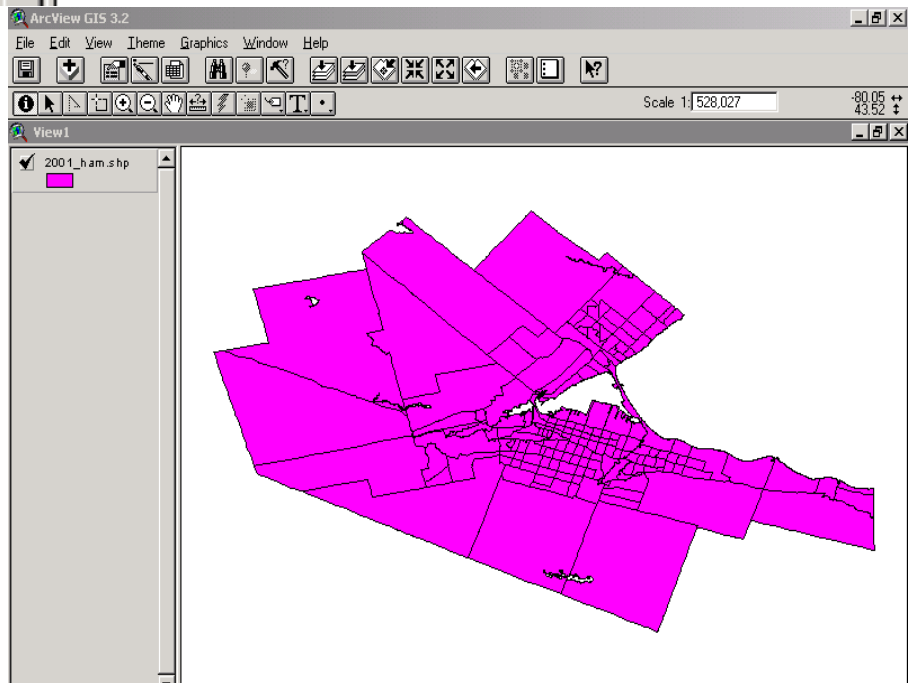 ArcView GIS 3.2
File Edit View Theme Graphics Window Help
Scale 1: 528,027
-80.05
43.52
View1
2001_ham.shp